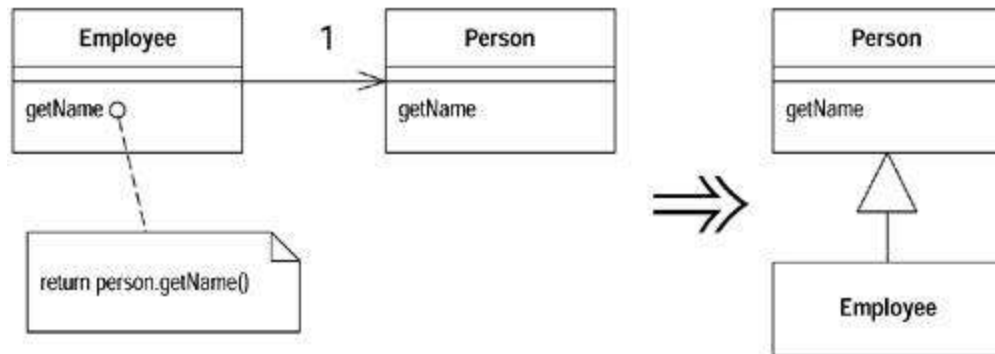 Employee
1
Person
Person
getName
getName
getName
return person.getName()
Employee